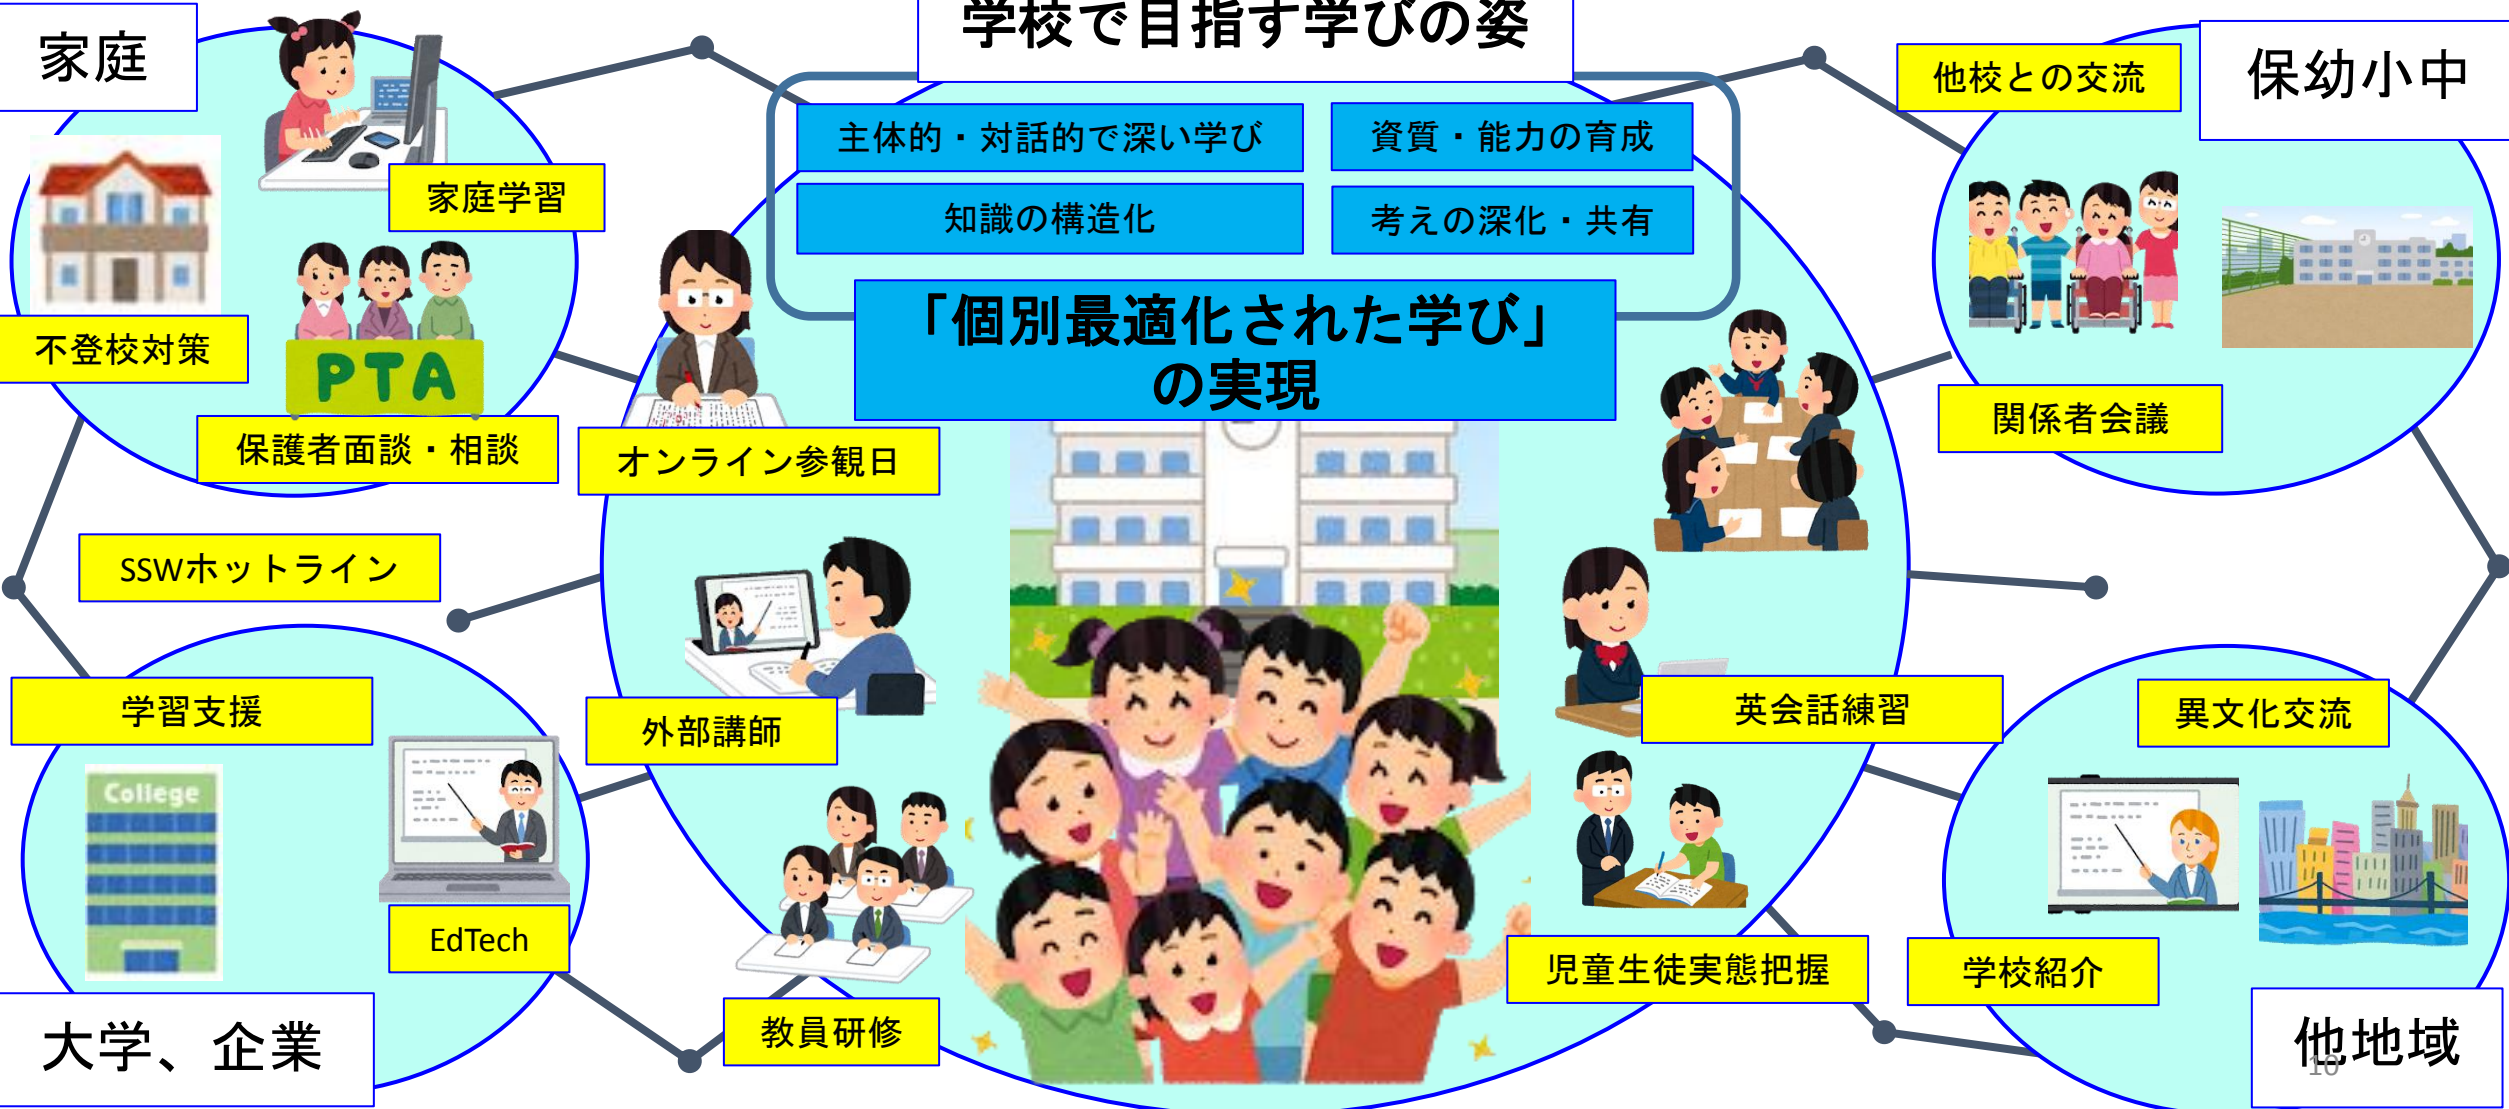 学校で目指す学びの姿
家庭
家庭学習
不登校対策
PTA
保護者面談・相談
主体的・対話的で深い学び
資質・能力の育成
知識の構造化
考えの深化・共有
「個別最適化された学び」
の実現
他校との交流
保幼小中
関係者会議
オンライン参観日
SSWホットライン
学習支援
College
EdTech
大学、企業
外部講師
教員研修
英会話練習
児童生徒実態把握
異文化交流
学校紹介
他地域
10